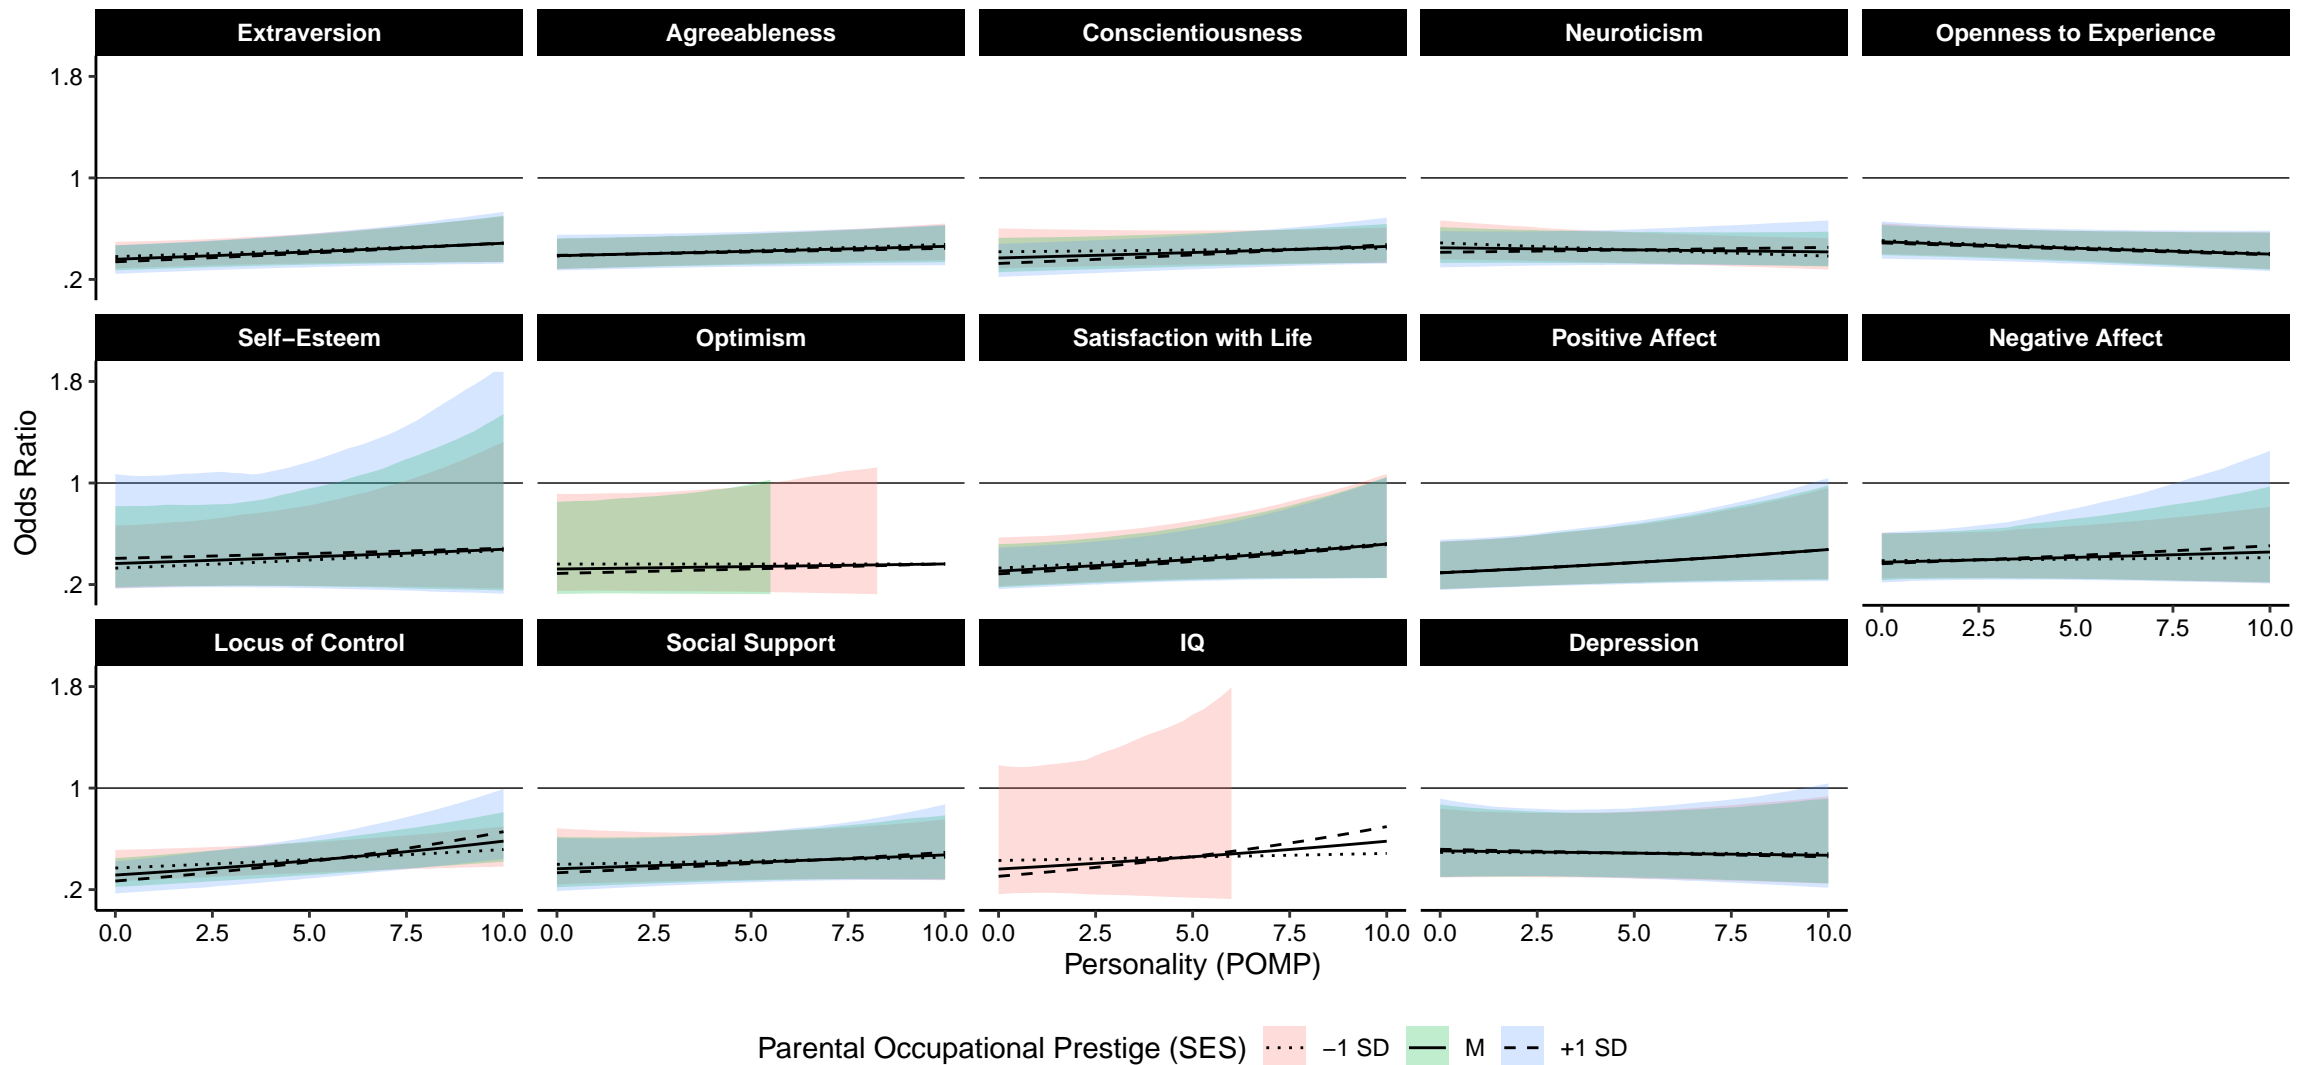 Extraversion Agreeableness Conscientiousness Neuroticism Openness to Experience
1.8
1
.2
Self−Esteem Optimism Satisfaction with Life Positive Affect Negative Affect
1.8
1
.2
0.0 2.5 5.0 7.5 10.0
Locus of Control Social Support IQ Depression
1.8
1
.2
0.0 2.5 5.0 7.5 10.0 0.0 2.5 5.0 7.5 10.0 0.0 2.5 5.0 7.5 10.0 0.0 2.5 5.0 7.5 10.0
Odds Ratio
Personality (POMP)
Parental Occupational Prestige (SES) −1 SD M +1 SD